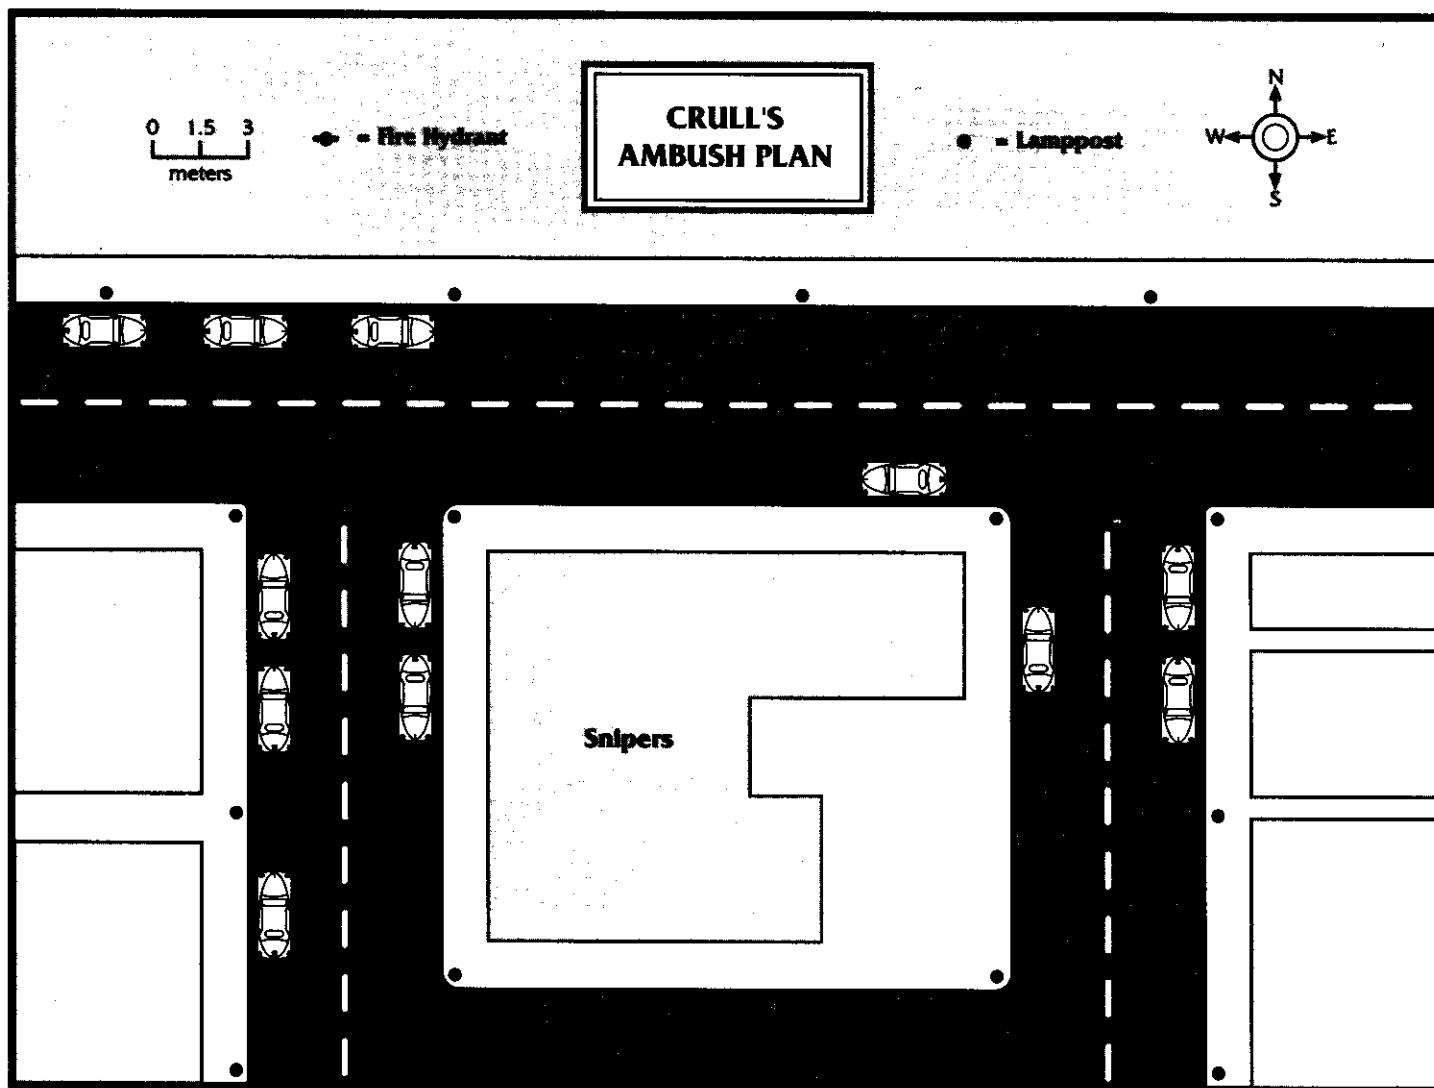 0 1.5 3
meters
= Fire Hydrant
CRULL'S
AMBUSH PLAN
= Lamppost
N
W E
S
Snipers